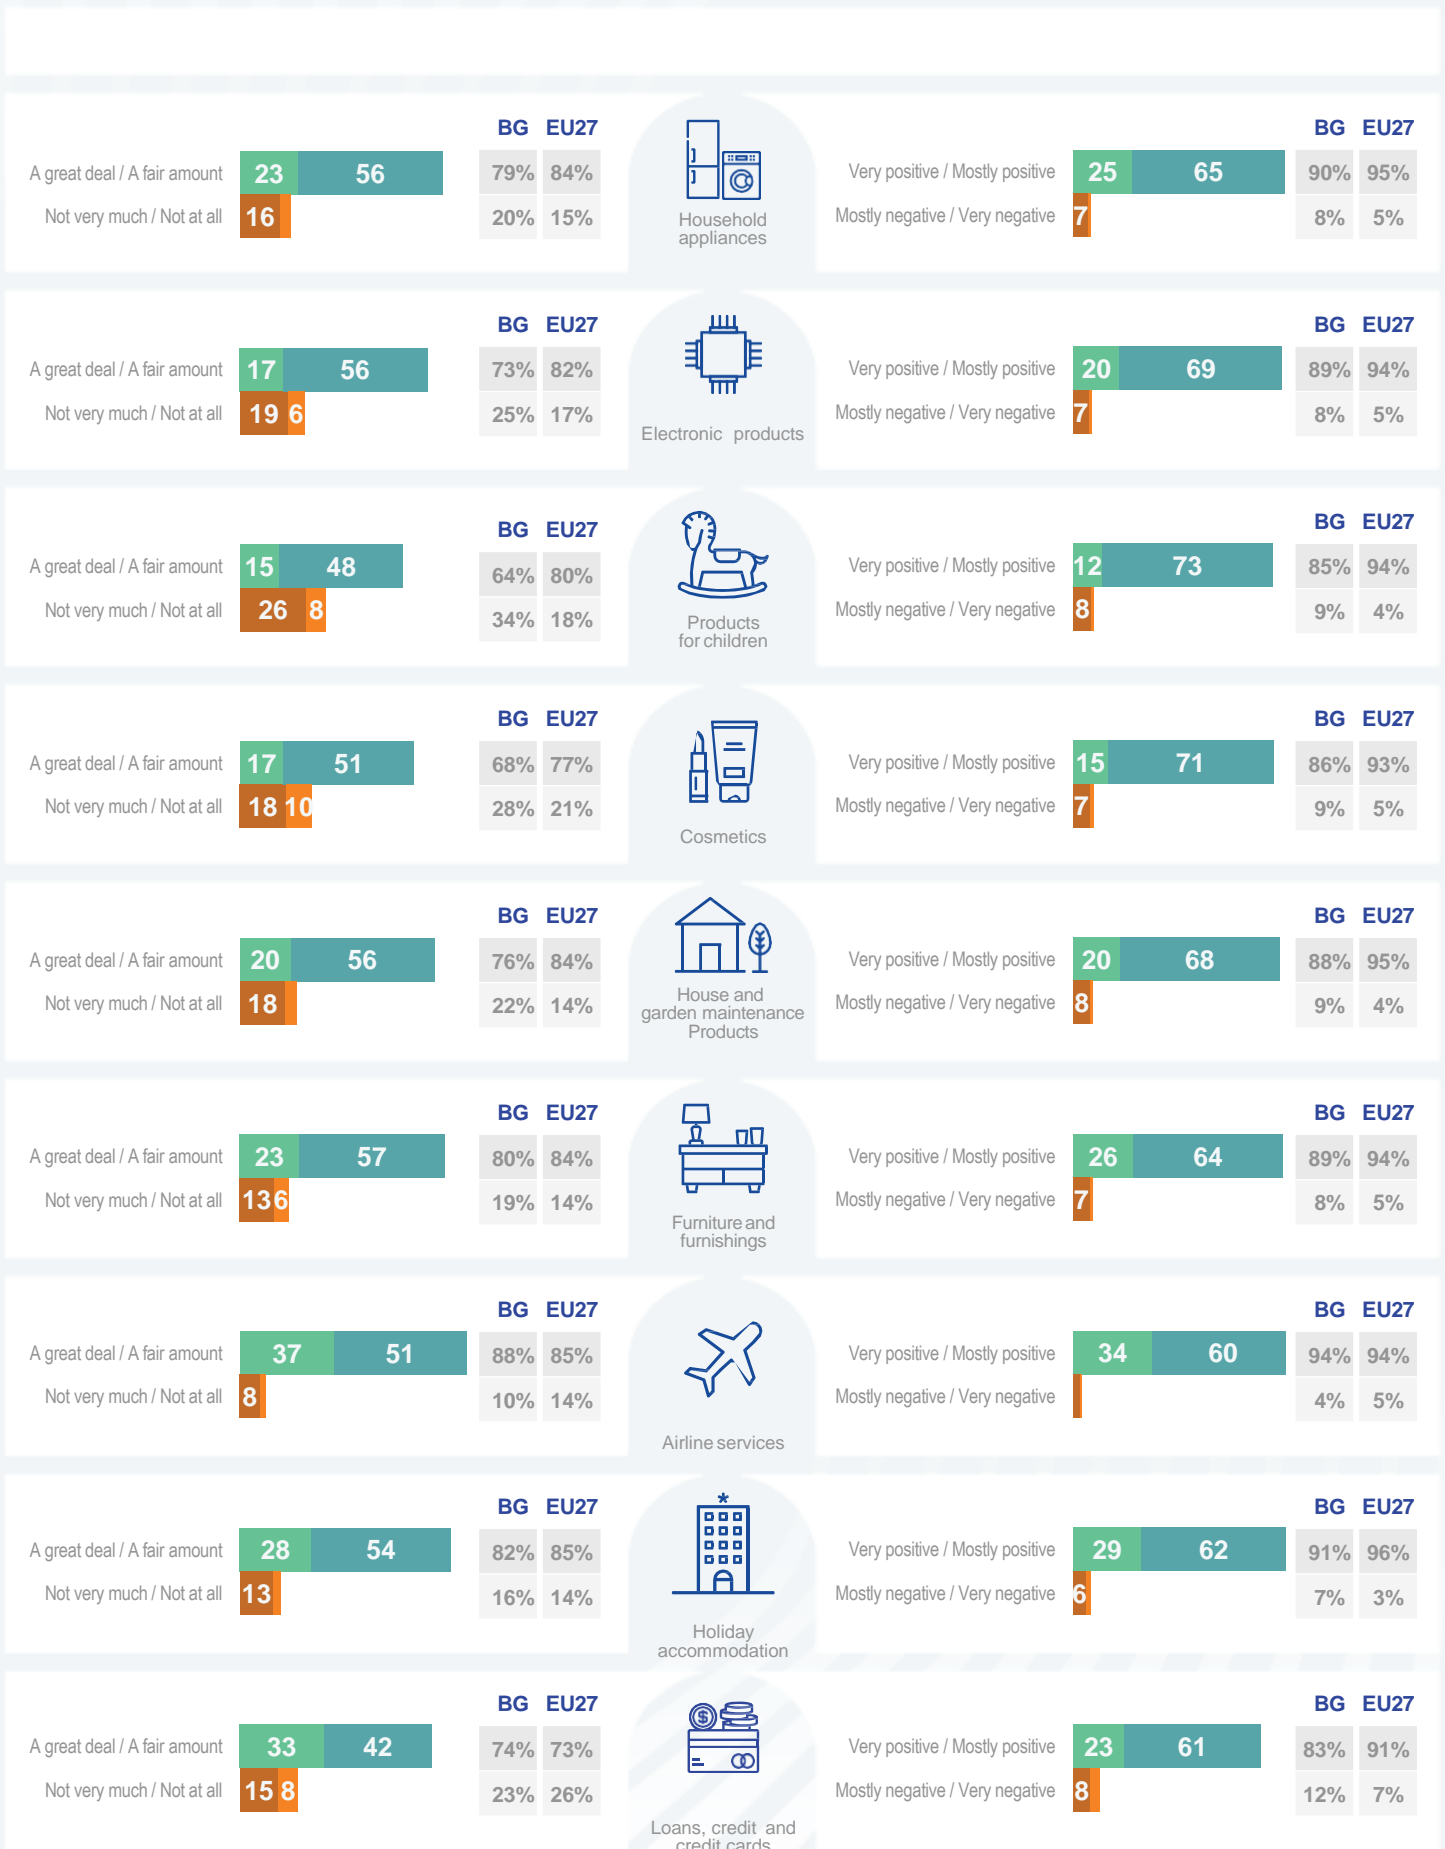 BG EU27
A great deal / A fair amount 23 56 79% 84%
Not very much / Not at all 16 20% 15%
Household
appliances
BG EU27
Very positive / Mostly positive 25 65 90% 95%
Mostly negative / Very negative 7 8% 5%
BG EU27
A great deal / A fair amount 17 56 73% 82%
Not very much / Not at all 19 6 25% 17%
Electronic products
BG EU27
Very positive / Mostly positive 20 69 89% 94%
Mostly negative / Very negative 7 8% 5%
BG EU27
A great deal / A fair amount 15 48 64% 80%
Not very much / Not at all 26 8 34% 18%
Products
for children
BG EU27
Very positive / Mostly positive 12 73 85% 94%
Mostly negative / Very negative 8 9% 4%
BG EU27
A great deal / A fair amount 17 51 68% 77%
Not very much / Not at all 18 10 28% 21%
Cosmetics
BG EU27
Very positive / Mostly positive 15 71 86% 93%
Mostly negative / Very negative 7 9% 5%
BG EU27
A great deal / A fair amount 20 56 76% 84%
Not very much / Not at all 18 22% 14%
House and
garden maintenance
Products
BG EU27
Very positive / Mostly positive 20 68 88% 95%
Mostly negative / Very negative 8 9% 4%
BG EU27
A great deal / A fair amount 23 57 80% 84%
Not very much / Not at all 13 6 19% 14%
Furniture and
furnishings
BG EU27
Very positive / Mostly positive 26 64 89% 94%
Mostly negative / Very negative 7 8% 5%
BG EU27
A great deal / A fair amount 37 51 88% 85%
Not very much / Not at all 8 10% 14%
Airline services
BG EU27
Very positive / Mostly positive 34 60 94% 94%
Mostly negative / Very negative 4% 5%
BG EU27
A great deal / A fair amount 28 54 82% 85%
Not very much / Not at all 13 16% 14%
Holiday
accommodation
BG EU27
Very positive / Mostly positive 29 62 91% 96%
Mostly negative / Very negative 6 7% 3%
BG EU27
A great deal / A fair amount 33 42 74% 73%
Not very much / Not at all 15 8 23% 26%
$
Loans, credit and
credit cards
BG EU27
Very positive / Mostly positive 23 61 83% 91%
Mostly negative / Very negative 8 12% 7%